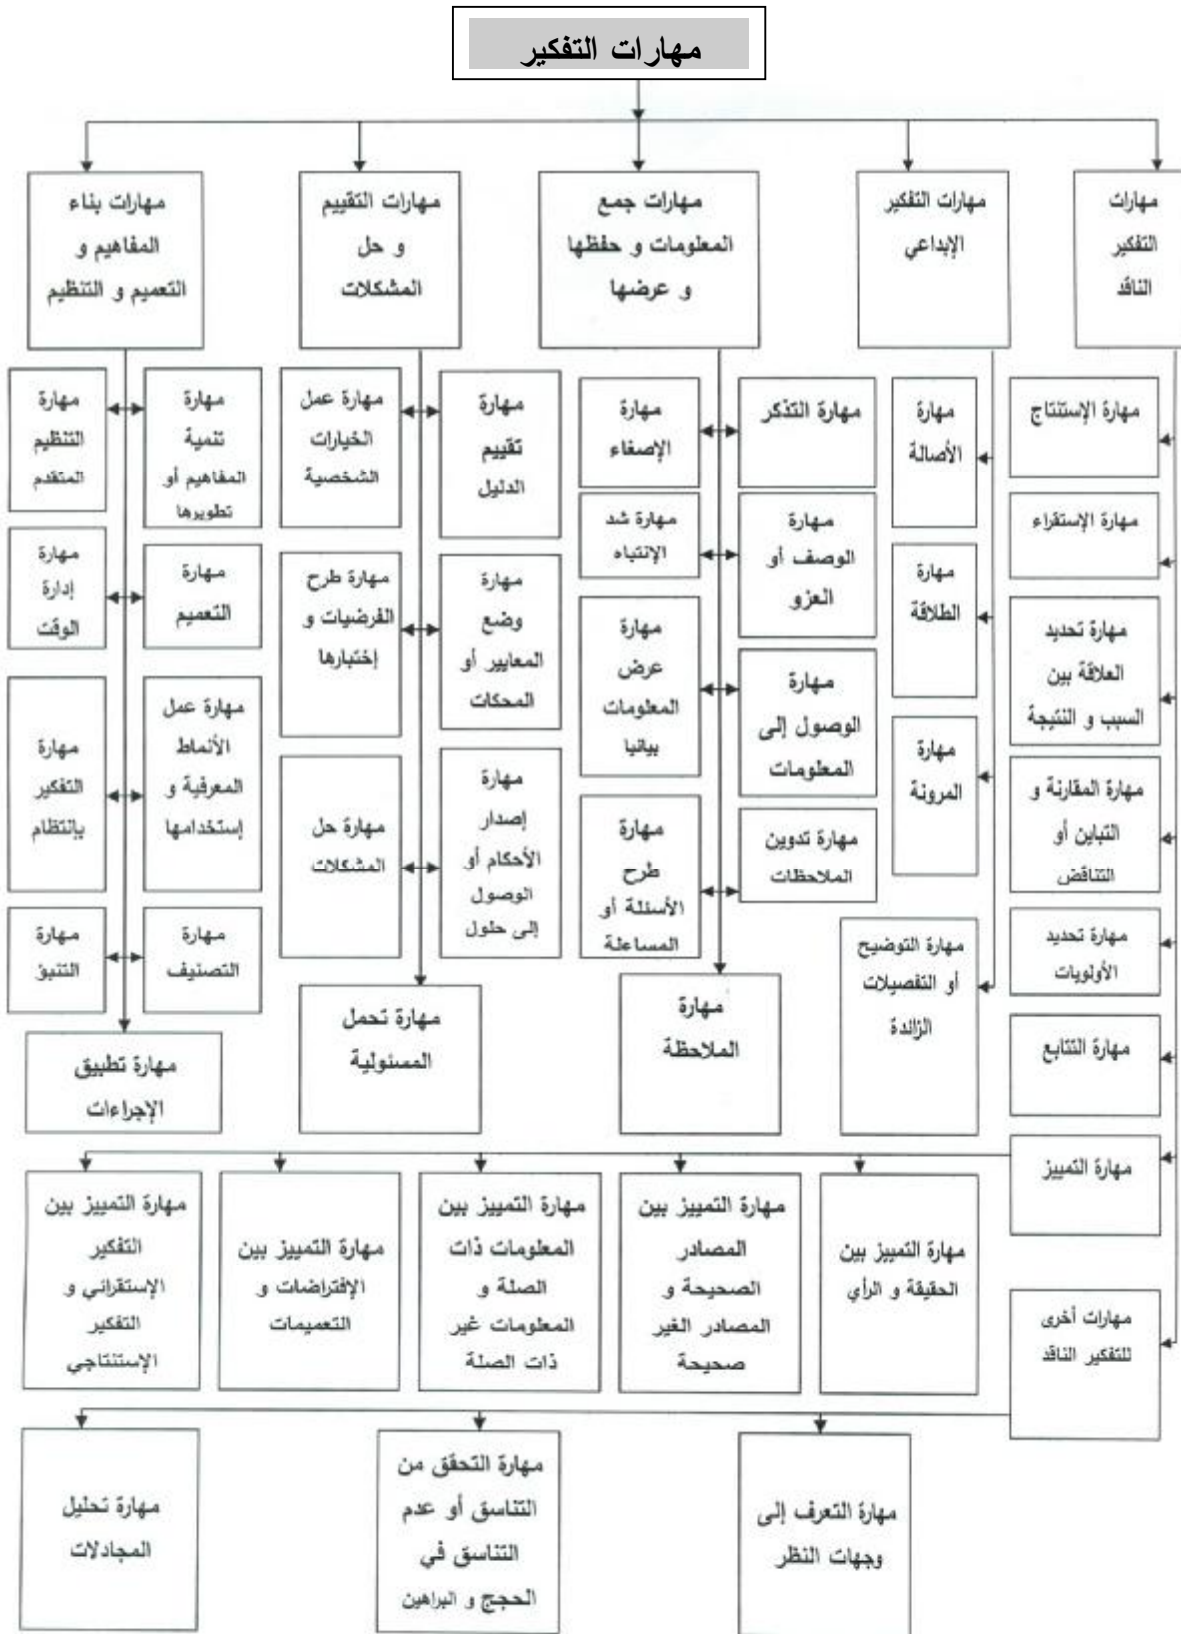 مهارات التفكير
مهارات
التفكير
الناقد
مهارات التفكير
الإبداعي
مهارات جمع
المعلومات و حفظها
و عرضها
مهارات التقييم
و حل
المشكلات
مهارات بناء
المفاهيم و
التعميم و التنظيم
مهارة الإستنتاج
مهارة الإستقراء
مهارة تحديد
العلاقة بين
السبب و النتيجة
مهارة المقارنة و
التباين أو
التناقض
مهارة تحديد
الأولويات
مهارة التتابع
مهارة التمييز
مهارات أخرى
للتفكير الناقد
مهارة
الأصالة
مهارة
الطلاقة
مهارة
المرونة
مهارة التوضيح
أو التفصيلات
الزائدة
مهارة التذكر
مهارة
الإصغاء
مهارة
الوصف أو
العزو
مهارة شد
الإنتباه
مهارة
الوصول إلى
المعلومات
مهارة
عرض
المعلومات
بيانيا
مهارة تدوين
الملاحظات
مهارة
طرح
الأسئلة أو
المساءلة
مهارة
الملاحظة
مهارة
تقييم
الدليل
مهارة عمل
الخيارات
الشخصية
مهارة
وضع
المعايير أو
المحكات
مهارة طرح
الفرضيات و
إختبارها
مهارة
إصدار
الأحكام أو
الوصول
إلى حلول
مهارة حل
المشكلات
مهارة تحمل
المسئولية
مهارة
تنمية
المفاهيم أو
تطويرها
مهارة
التنظيم
المتقدم
مهارة
التعميم
مهارة
إدارة
الوقت
مهارة عمل
الأنماط
المعرفية و
إستخدامها
مهارة
التفكير
بإنتظام
مهارة
التصنيف
مهارة
التنبؤ
مهارة تطبيق
الإجراءات
مهارة التمييز بين
الحقيقة و الرأي
مهارة التمييز بين
المصادر
الصحيحة و
المصادر الغير
صحيحة
مهارة التمييز بين
المعلومات ذات
الصلة و
المعلومات غير
ذات الصلة
مهارة التمييز بين
الإفتراضات و
التعميمات
مهارة التمييز بين
التفكير
الإستقرائي و
التفكير
الإستنتاجي
مهارة التعرف إلى
وجهات النظر
مهارة التحقق من
التناسق أو عدم
التناسق في
الحجج و البراهين
مهارة تحليل
المجادلات